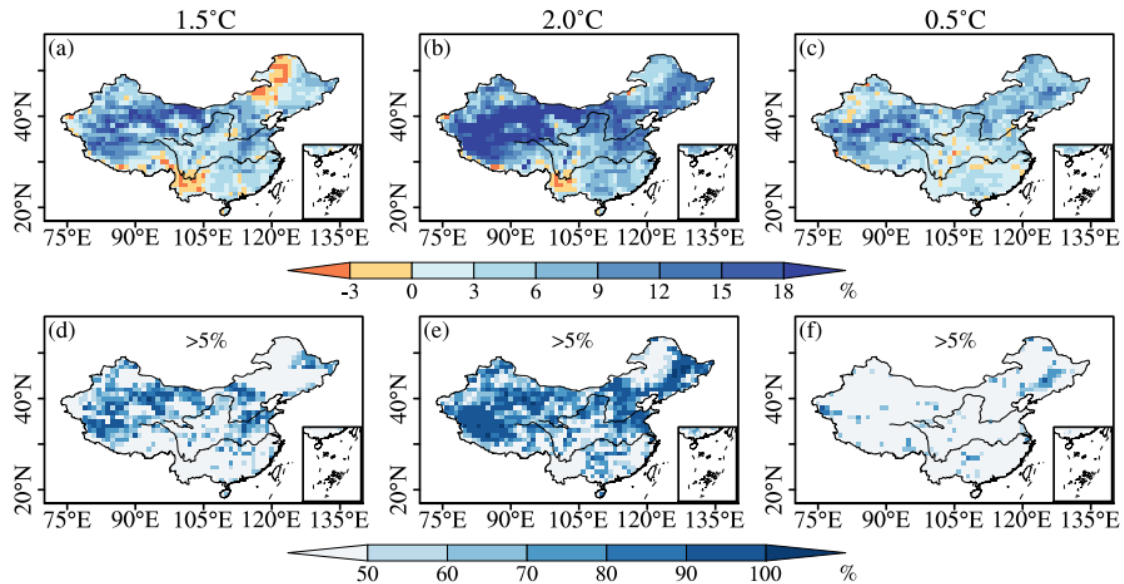 1.5°C 2.0°C 0.5°C
(a) (b) (c)
40°N 40°N 40°N
20°N 20°N 20°N
75°E 90°E 105°E 120°E 135°E 75°E 90°E 105°E 120°E 135°E 75°E 90°E 105°E 120°E 135°E
-3 0 3 6 9 12 15 18 %
(d) >5% (e) >5% (f) >5%
40°N 40°N 40°N
20°N 20°N 20°N
75°E 90°E 105°E 120°E 135°E 75°E 90°E 105°E 120°E 135°E 75°E 90°E 105°E 120°E 135°E
50 60 70 80 90 100 %